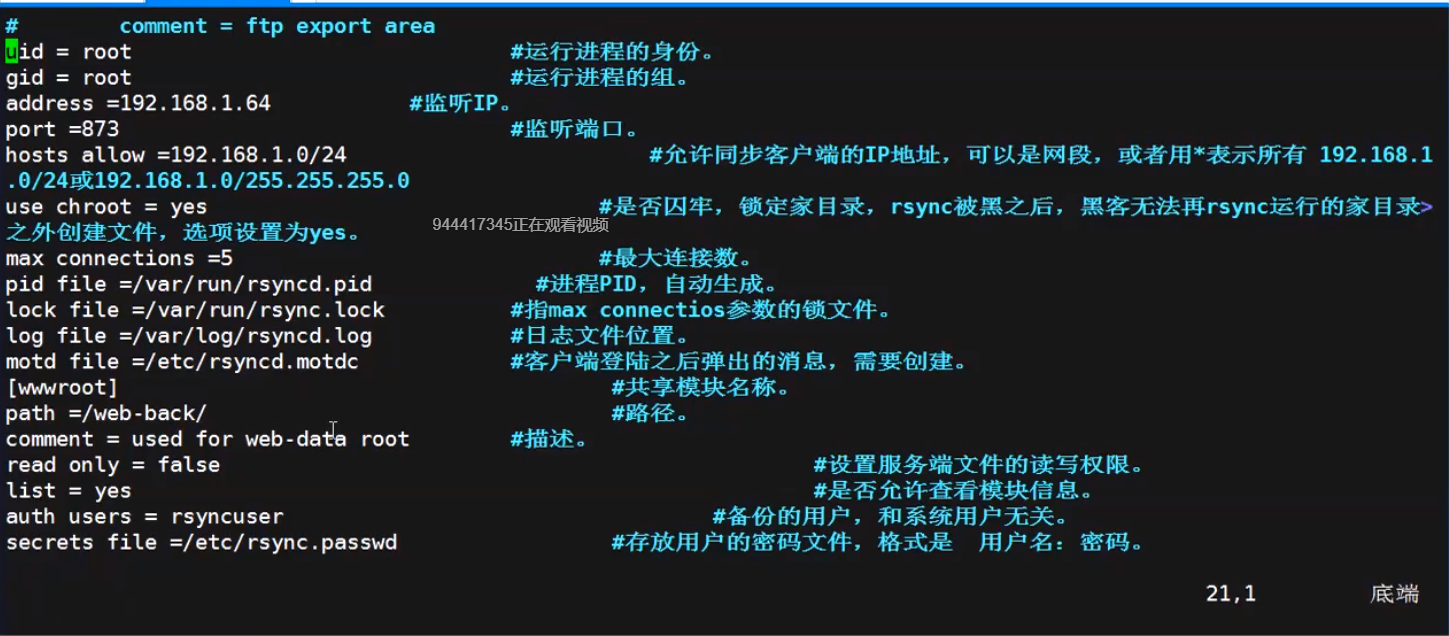 #        comment = ftp export area
uid = root                              #运行进程的身份。
gid = root                              #运行进程的组。
address =192.168.1.64           #监听IP。
port =873                               #监听端口。
hosts allow =192.168.1.0/24                        #允许同步客户端的IP地址，可以是网段，或者用*表示所有 192.168.1
.0/24或192.168.1.0/255.255.255.0
use chroot = yes                               #是否囚牢，锁定家目录，rsync被黑之后，黑客无法再rsync运行的家目录>
944417345正在观看视频
之外创建文件，选项设置为yes。
max connections =5                             #最大连接数。
pid file =/var/run/rsyncd.pid             #进程PID，自动生成。
lock file =/var/run/rsync.lock          #指max connectios参数的锁文件。
log file =/var/log/rsyncd.log           #日志文件位置。
motd file =/etc/rsyncd.motdc            #客户端登陆之后弹出的消息，需要创建。
[wwwroot]                                       #共享模块名称。
path =/web-back/                                #路径。
comment = used for web-data root        #描述。
read only = false                                               #设置服务端文件的读写权限。
list = yes                                                      #是否允许查看模块信息。
auth users = rsyncuser                                  #备份的用户，和系统用户无关。
secrets file =/etc/rsync.passwd                 #存放用户的密码文件，格式是  用户名：密码。
21,1         底端